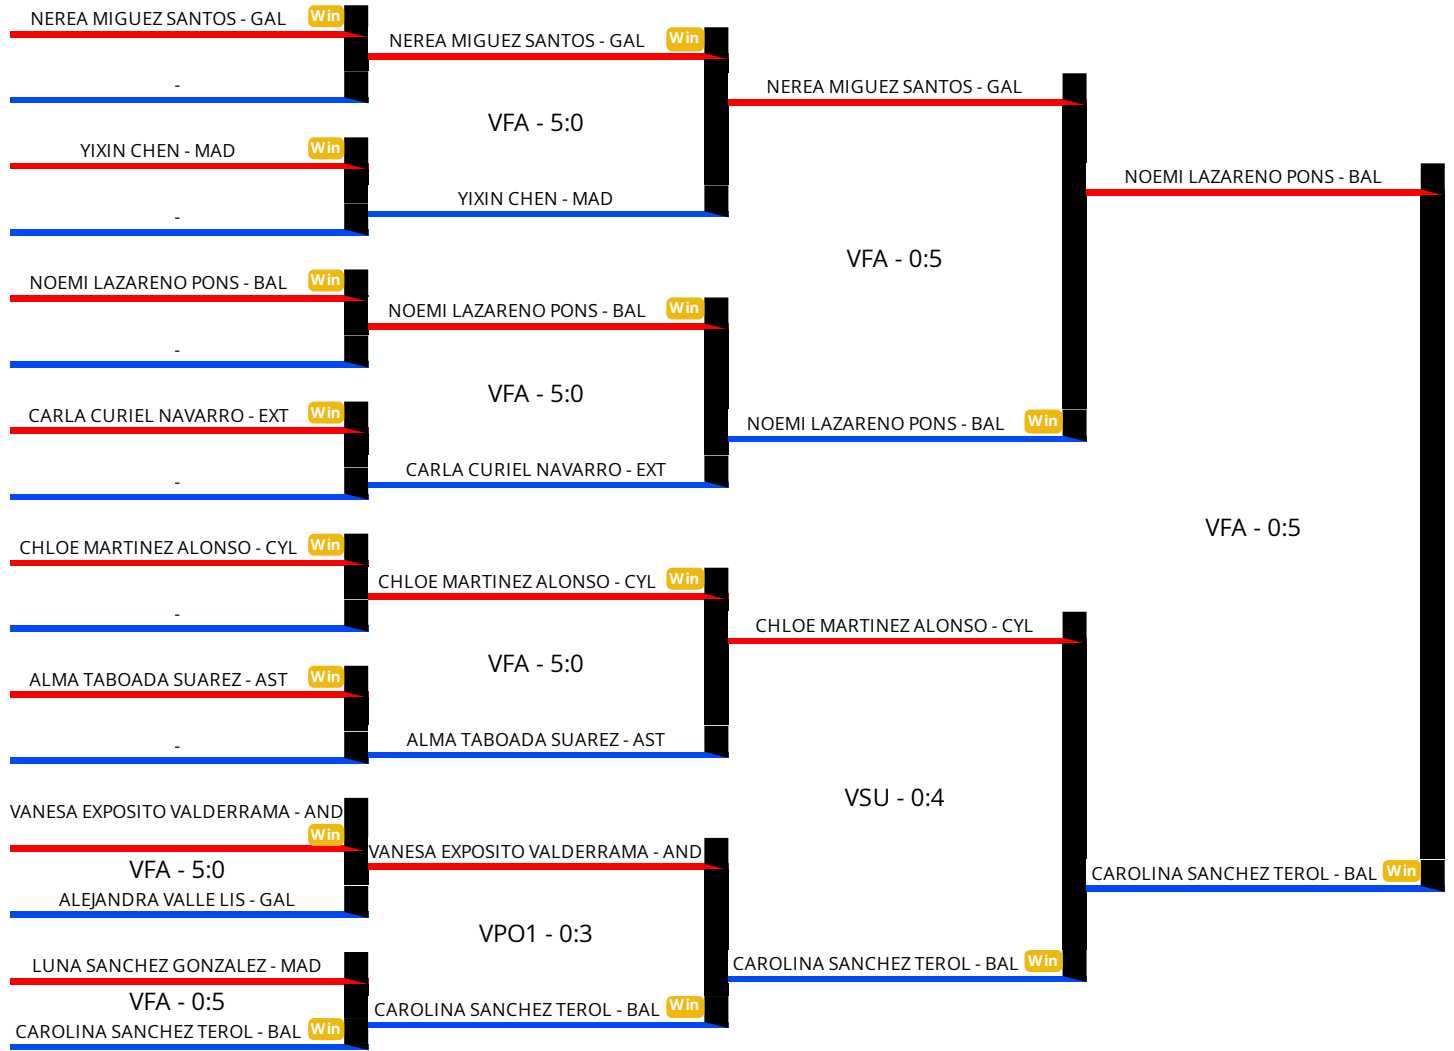 NEREA MIGUEZ SANTOS - GAL Win
-
YIXIN CHEN - MAD Win
-
NOEMI LAZARENO PONS - BAL Win
-
CARLA CURIEL NAVARRO - EXT Win
-
CHLOE MARTINEZ ALONSO - CYL Win
-
ALMA TABOADA SUAREZ - AST Win
-
VANESA EXPOSITO VALDERRAMA - AND
Win
VFA - 5:0
ALEJANDRA VALLE LIS - GAL
LUNA SANCHEZ GONZALEZ - MAD
VFA - 0:5
CAROLINA SANCHEZ TEROL - BAL Win
NEREA MIGUEZ SANTOS - GAL Win
VFA - 5:0
YIXIN CHEN - MAD
NOEMI LAZARENO PONS - BAL Win
VFA - 5:0
CARLA CURIEL NAVARRO - EXT
CHLOE MARTINEZ ALONSO - CYL Win
VFA - 5:0
ALMA TABOADA SUAREZ - AST
VANESA EXPOSITO VALDERRAMA - AND
VPO1 - 0:3
CAROLINA SANCHEZ TEROL - BAL Win
NEREA MIGUEZ SANTOS - GAL
VFA - 0:5
NOEMI LAZARENO PONS - BAL Win
CHLOE MARTINEZ ALONSO - CYL
VSU - 0:4
CAROLINA SANCHEZ TEROL - BAL Win
NOEMI LAZARENO PONS - BAL
VFA - 0:5
CAROLINA SANCHEZ TEROL - BAL Win